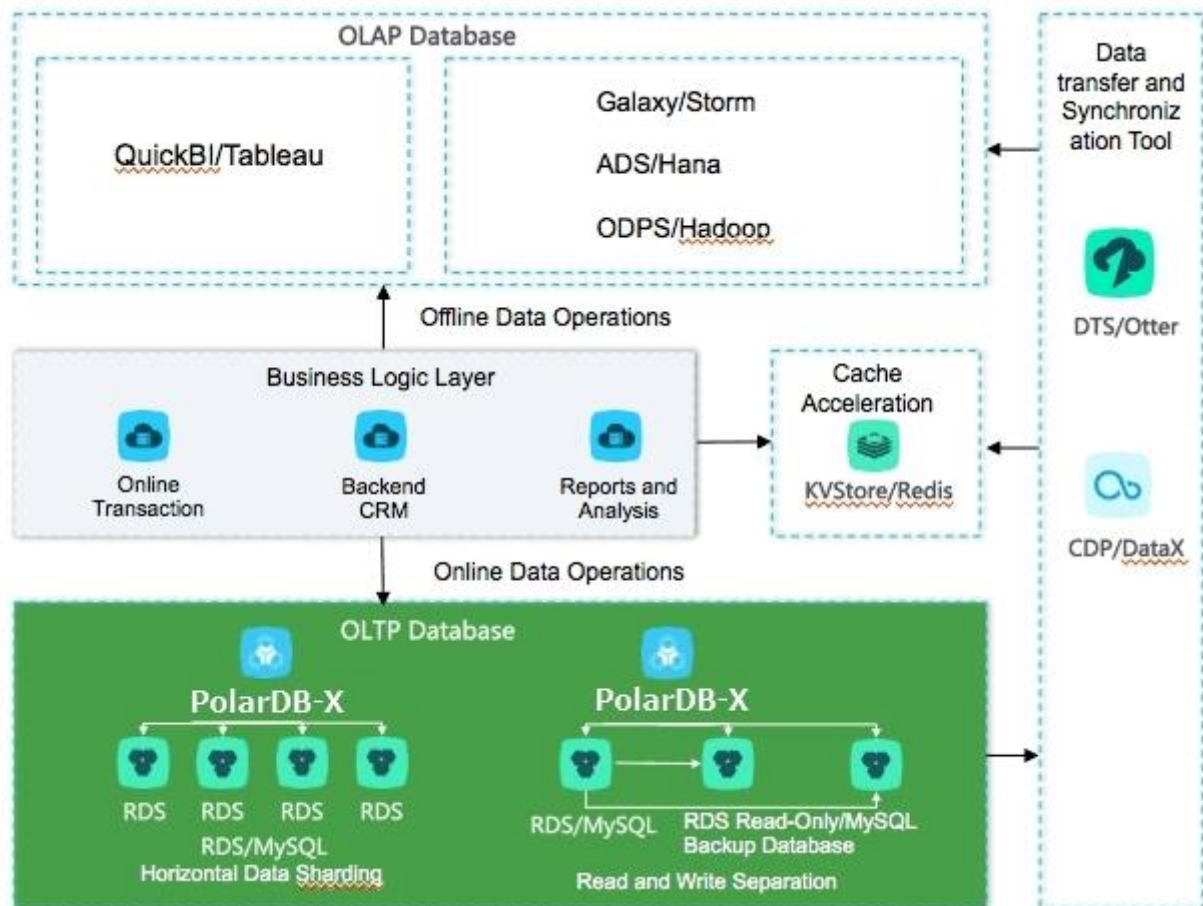 OLAP Database
QuickBI/Tableau
Galaxy/Storm
ADS/Hana
ODPS/Hadoop
Data
transfer and
Synchroniz
ation Tool
DTS/Otter
CDP/DataX
Offline Data Operations
Business Logic Layer
Online
Transaction
Backend
CRM
Reports and
Analysis
Cache
Acceleration
KVStore/Redis
Online Data Operations
OLTP Database
PolarDB-X
RDS
RDS
RDS
RDS
RDS/MySQL
Horizontal Data Sharding
PolarDB-X
RDS/MySQL
RDS Read-Only/MySQL
Backup Database
Read and Write Separation